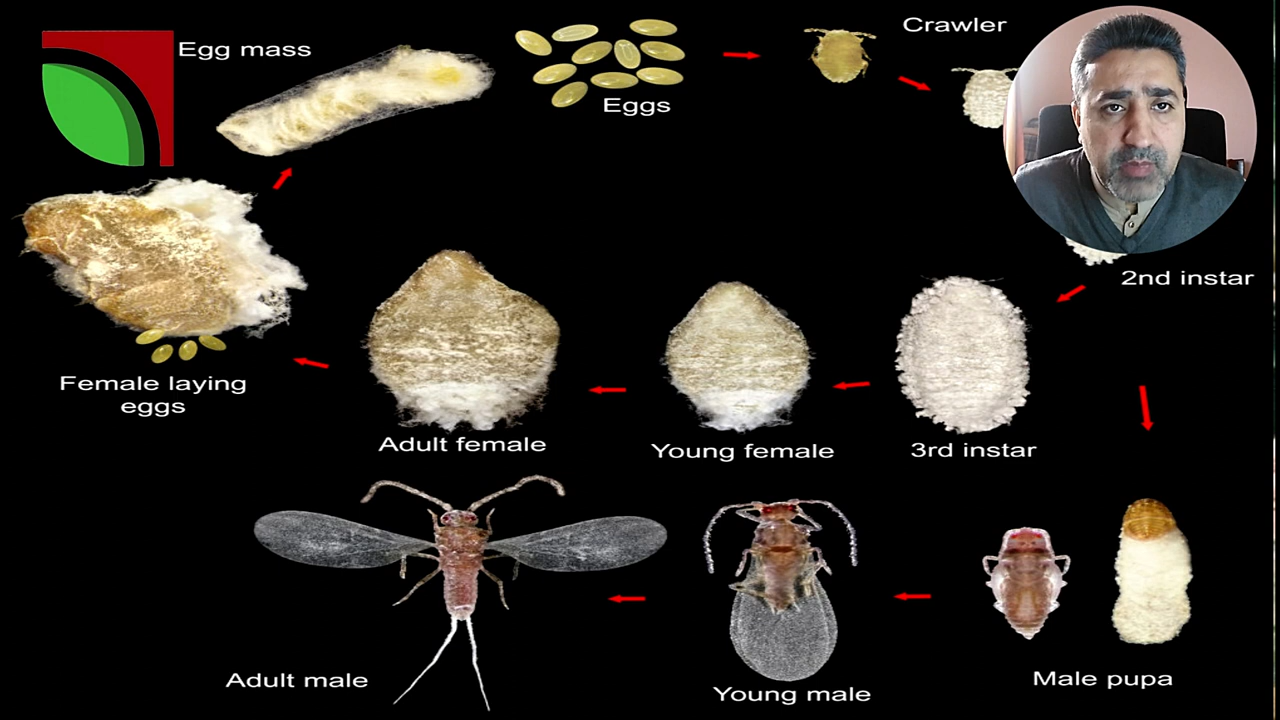 Egg mass
Eggs
Crawler
2nd instar
Female laying
eggs
Adult female
Young female
3rd instar
Adult male
Young male
Male pupa